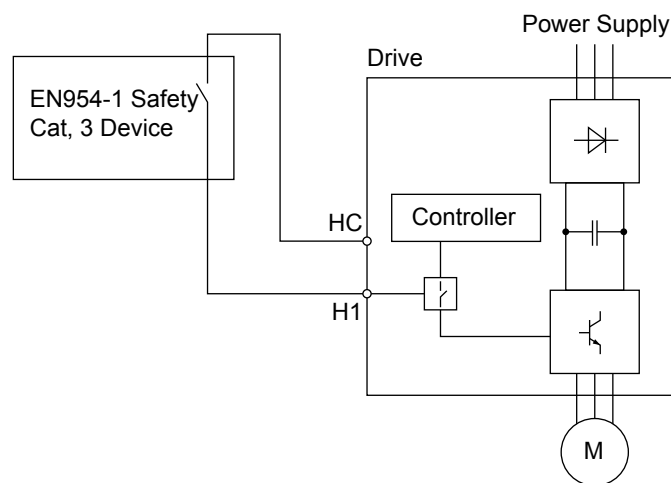 Power Supply
Drive
EN954-1 Safety
Cat, 3 Device
HC
Controller
H1
M